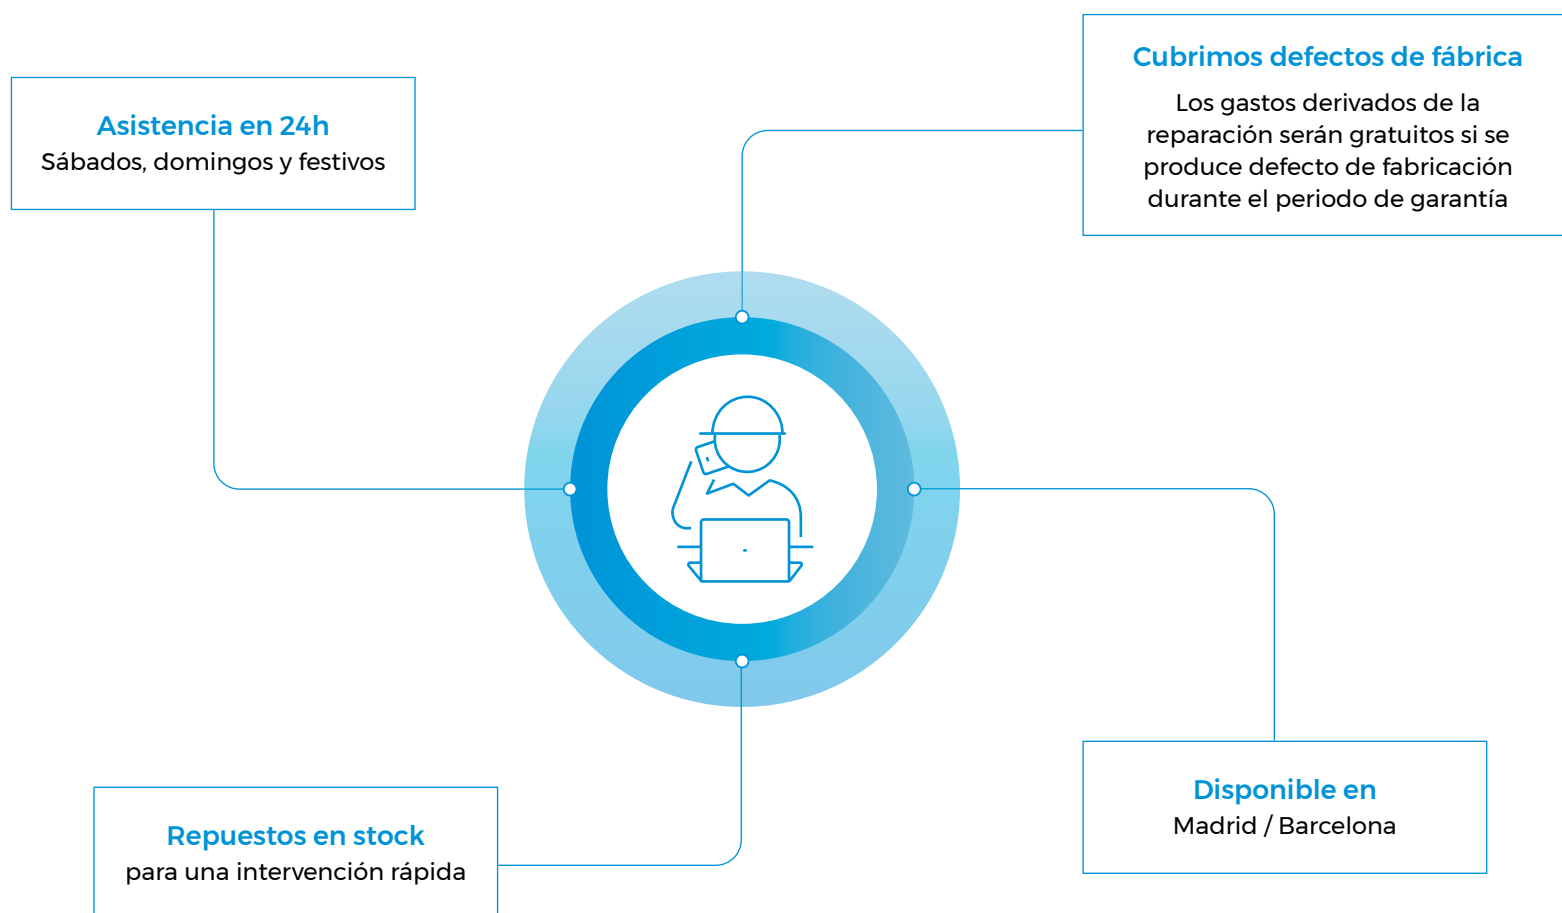 Cubrimos defectos de fábrica
Los gastos derivados de la
reparación serán gratuitos si se
produce defecto de fabricación
durante el periodo de garantía
Asistencia en 24h
Sábados, domingos y festivos
Disponible en
Madrid / Barcelona
Repuestos en stock
para una intervención rápida